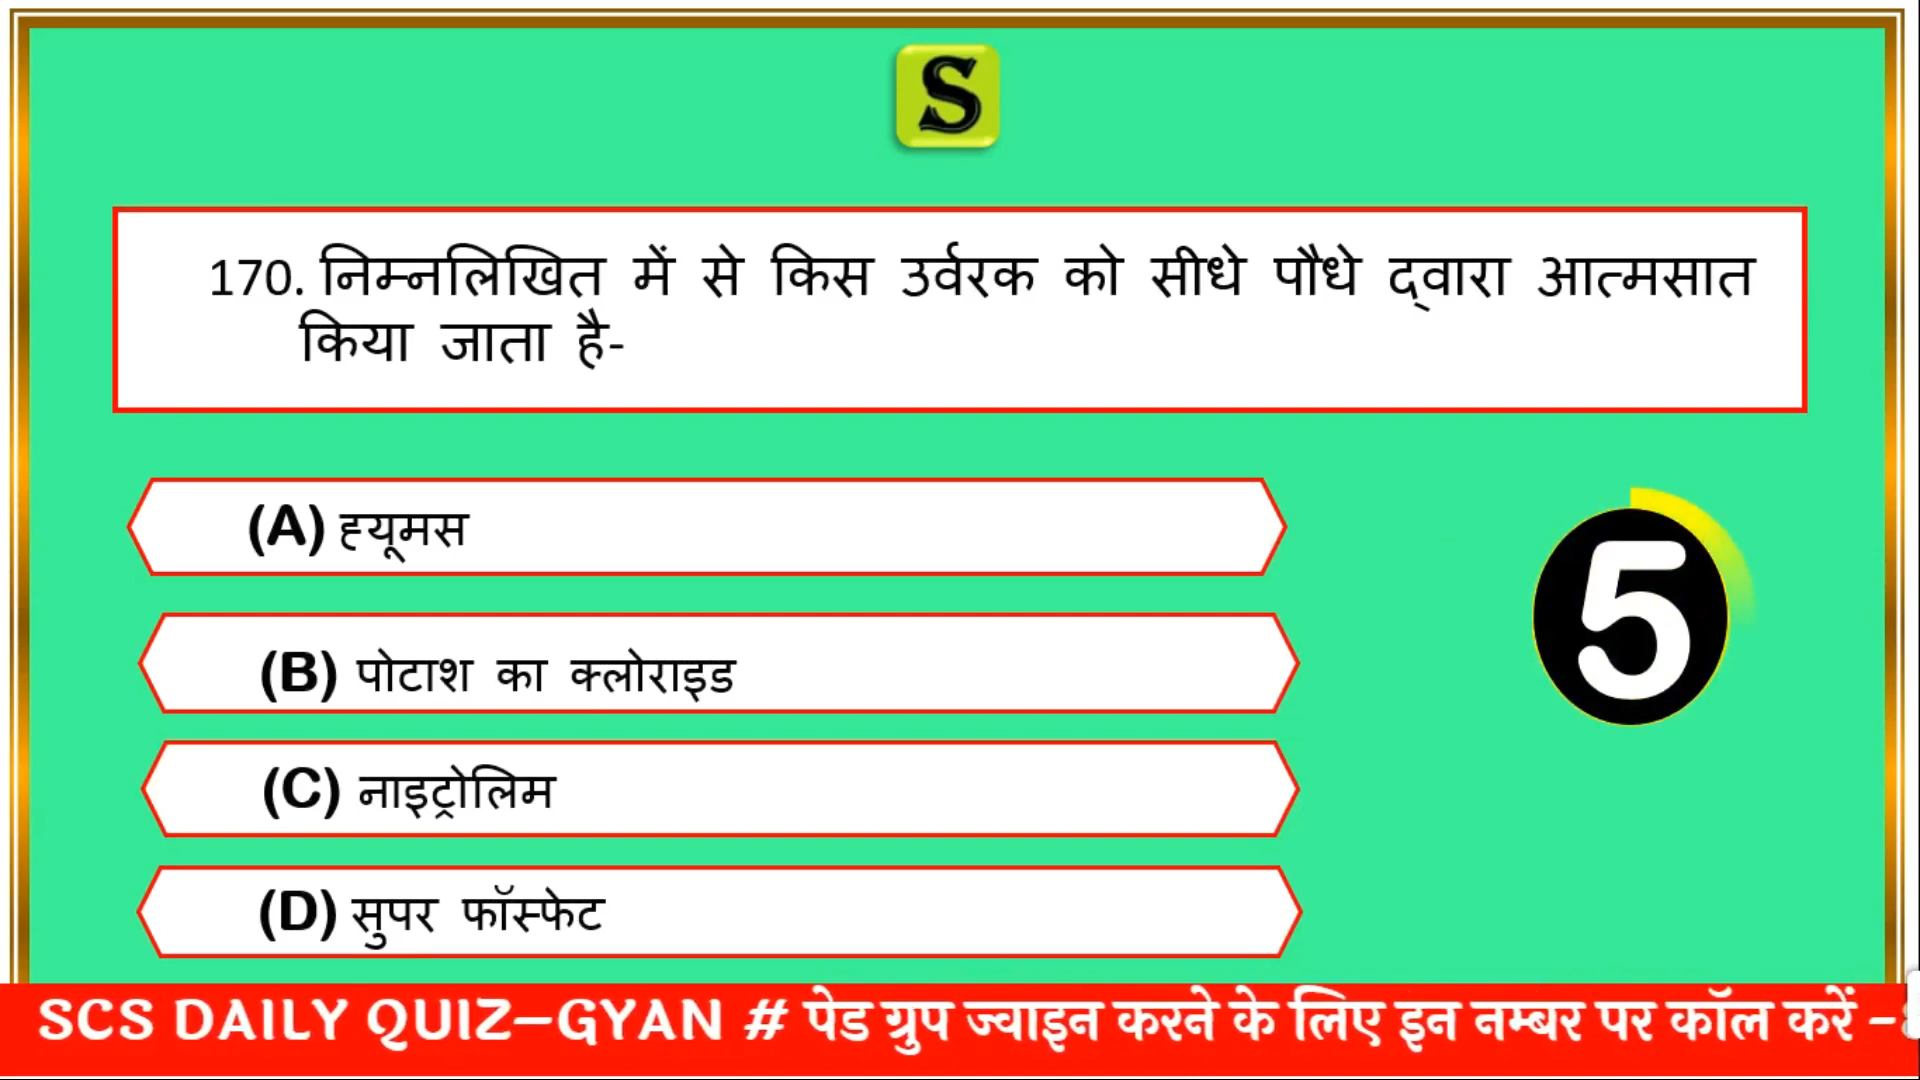 S
170. निम्नलिखित में से किस उर्वरक को सीधे पौधे द्वारा आत्मसात
किया जाता है-
(A) ह्यूमस
(B) पोटाश का क्लोराइड
5
(C) नाइट्रोलिम
(D) सुपर फॉस्फेट
SCS DAILY QUIZ-GYAN # पेड ग्रुप ज्वाइन करने के लिए इन नम्बर पर कॉल करें -